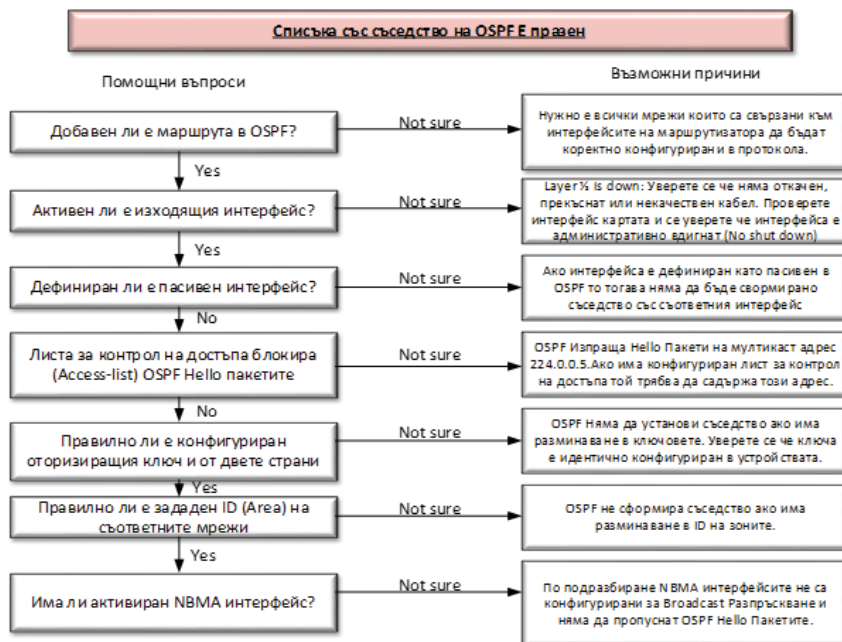 Списъка със съседство на OSPF Е празен
Помощни въпроси
Възможни причини
Добавен ли е маршрута в OSPF?
Not sure
Нужно е всички мрежи които са свързани към
интерфейсите на маршрутизатора да бъдат
коректно конфигурирани в протокола.
Yes
Активен ли е изходящия интерфейс?
Not sure
Layer ½ Is down: Уверете се че няма откачен,
прекъснат или некачествен кабел. Проверете
интерфейс картата и се уверете че интерфейса е
административно вдигнат (No shut down)
Yes
Дефиниран ли е пасивен интерфейс?
Not sure
Ако интерфейса е дефиниран като пасивен в
OSPF то тогава няма да бъде свормирано
съседство със съответния интерфейс
No
Листа за контрол на достъпа блокира
(Access-list) OSPF Hello пакетите
Not sure
OSPF Изпраща Hello Пакети на мултикаст адрес
224.0.0.5.Ако има конфигуриран лист за контрол
на достъпа той трябва да садържа този адрес.
No
Правилно ли е конфигуриран
оторизиращия ключ и от двете страни
Not sure
OSPF Няма да установи съседство ако има
разминаване в ключовете. Уверете се че ключа
е идентично конфигуриран в устройствата.
Yes
Правилно ли е зададен ID (Area) на
съответните мрежи
Not sure
OSPF не сформира съседство ако има
разминаване в ID на зоните.
Yes
Има ли активиран NBMA интерфейс?
Not sure
По подразбиране NBMA интерфейсите не са
конфигурирани за Broadcast Разпръскване и
няма да пропуснат OSPF Hello Пакетите.